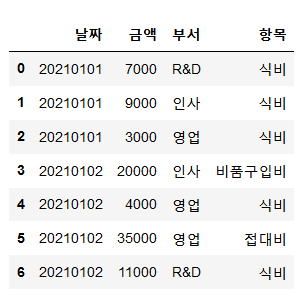 날짜 금액 부서 항목
0 20210101 7000 R&D 식비
1 20210101 9000 인사 식비
2 20210101 3000 영업 식비
3 20210102 20000 인사 비품구입비
4 20210102 4000 영업 식비
5 20210102 35000 영업 접대비
6 20210102 11000 R&D 식비